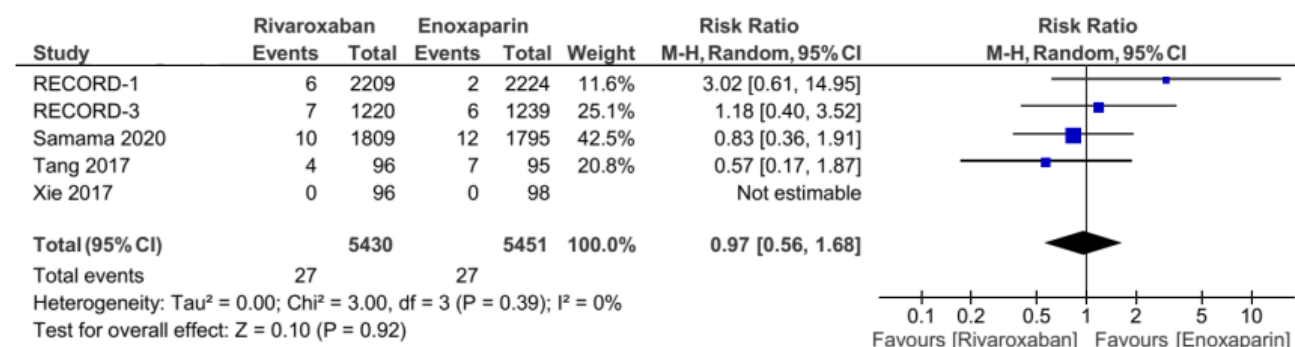 Rivaroxaban Enoxaparin Risk Ratio Risk Ratio
Study Events Total Events Total Weight M-H, Random, 95% CI M-H, Random, 95% CI
RECORD-1 6 2209 2 2224 11.6% 3.02 [0.61, 14.95]
RECORD-3 7 1220 6 1239 25.1% 1.18 [0.40, 3.52]
Samama 2020 10 1809 12 1795 42.5% 0.83 [0.36, 1.91]
Tang 2017 4 96 7 95 20.8% 0.57 [0.17, 1.87]
Xie 2017 0 96 0 98 Not estimable
Total (95% CI) 5430 5451 100.0% 0.97 [0.56, 1.68]
Total events 27 27
Heterogeneity: Tau² = 0.00; Chi² = 3.00, df = 3 (P = 0.39); I² = 0%
Test for overall effect: Z = 0.10 (P = 0.92)
0.1 0.2 0.5 1 2 5 10
Favours [Rivaroxaban] Favours [Enoxaparin]